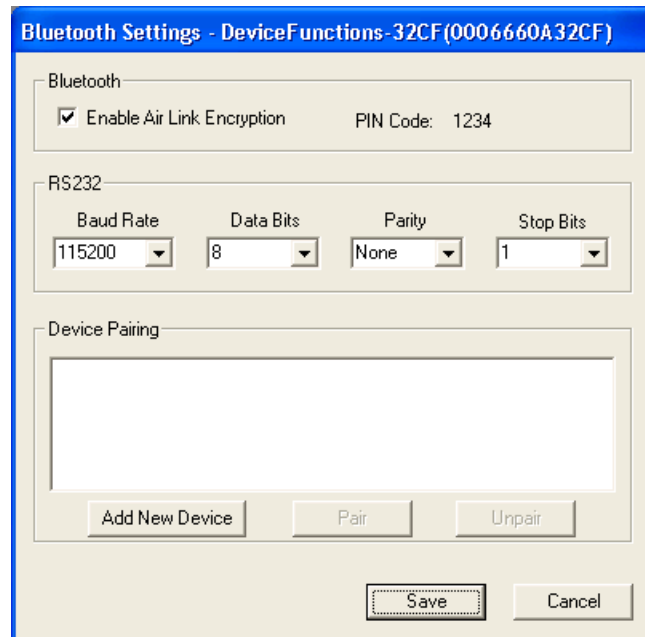 Bluetooth Settings - DeviceFunctions-32CF(0006660A32CF)
Bluetooth
Enable Air Link Encryption PIN Code: 1234
RS232
Baud Rate Data Bits Parity Stop Bits
115200 8 None 1
Device Pairing
Add New Device Pair Unpair
Save Cancel